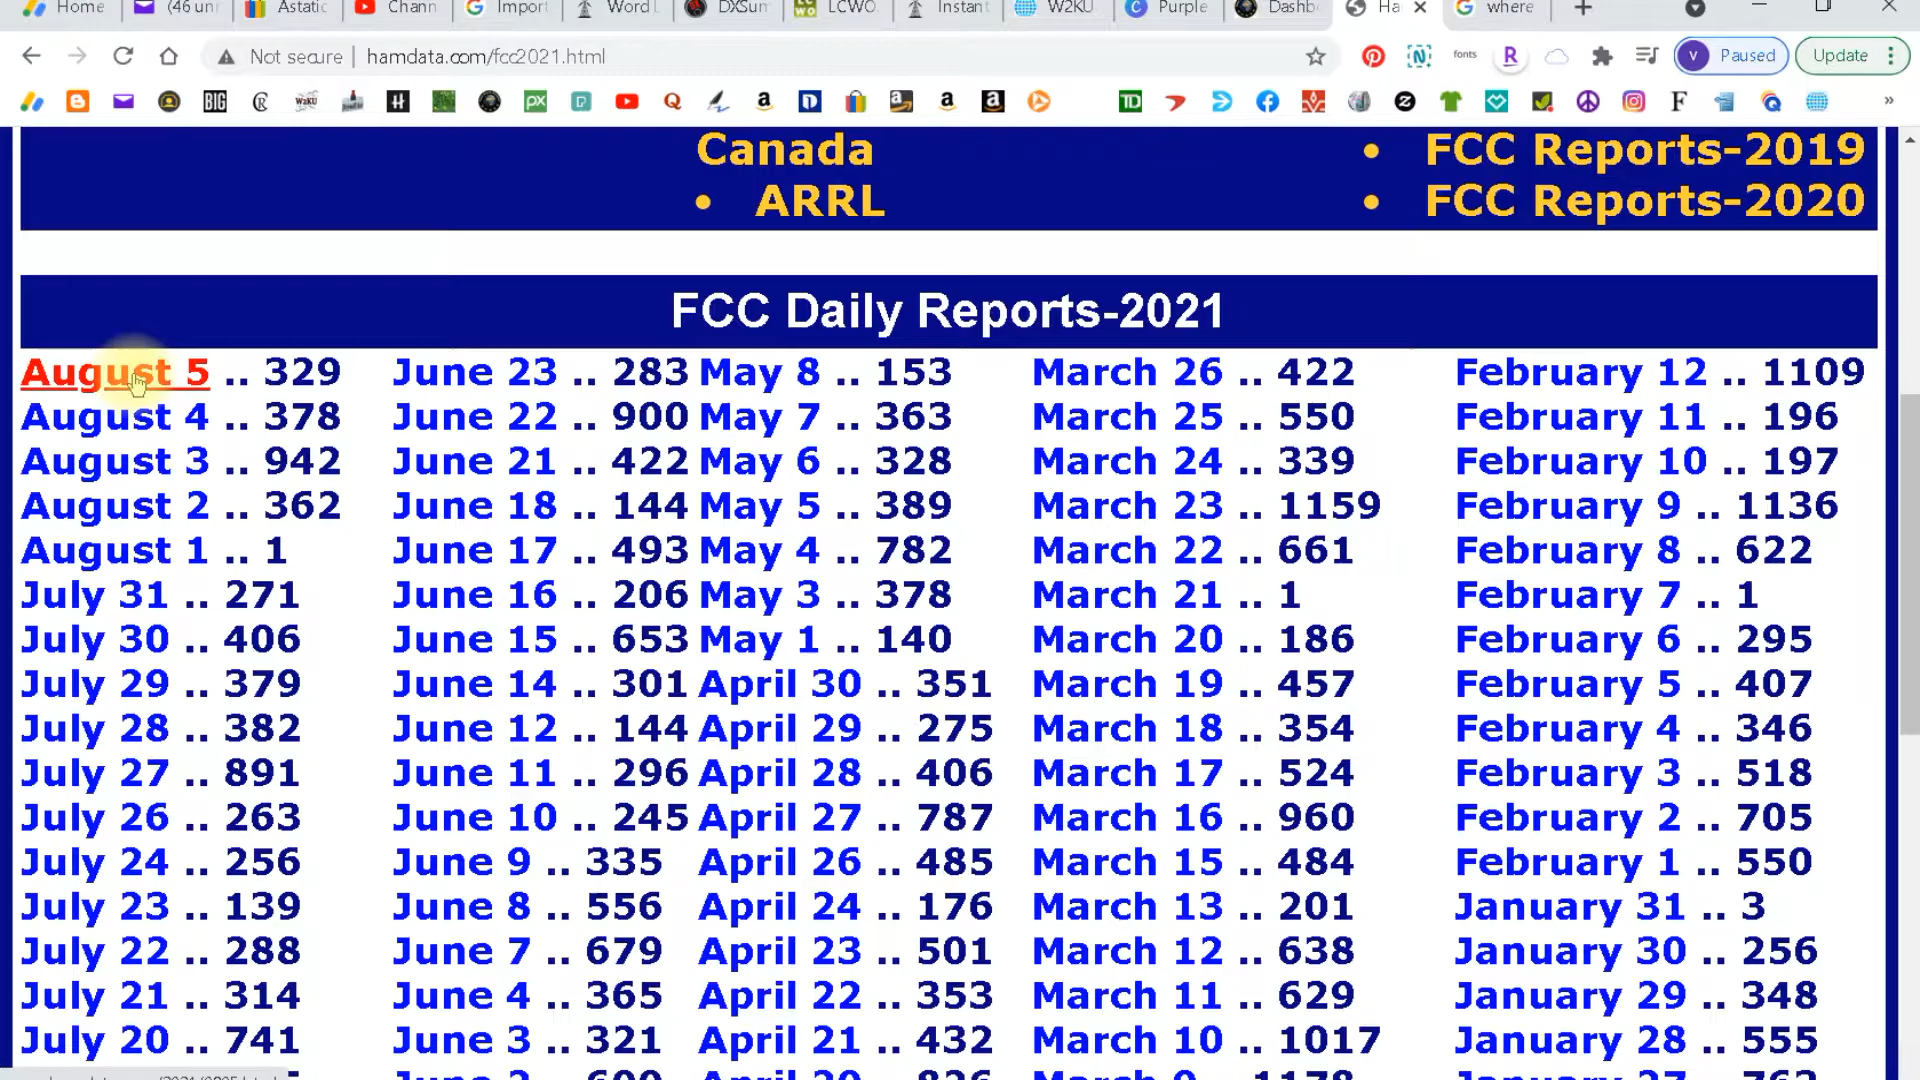 Home
(46 unr
Astatic
Chann
Import
Word L
DXSum
LCWO.
Instant
W2KU
Purple
Dashb
Ha
where
Not secure | hamdata.com/fcc2021.html
fonts
Paused
Update
Canada
• FCC Reports-2019
• ARRL
• FCC Reports-2020
FCC Daily Reports-2021
August 5 .. 329 June 23 .. 283 May 8 .. 153 March 26 .. 422 February 12 .. 1109
August 4 .. 378 June 22 .. 900 May 7 .. 363 March 25 .. 550 February 11 .. 196
August 3 .. 942 June 21 .. 422 May 6 .. 328 March 24 .. 339 February 10 .. 197
August 2 .. 362 June 18 .. 144 May 5 .. 389 March 23 .. 1159 February 9 .. 1136
August 1 .. 1 June 17 .. 493 May 4 .. 782 March 22 .. 661 February 8 .. 622
July 31 .. 271 June 16 .. 206 May 3 .. 378 March 21 .. 1 February 7 .. 1
July 30 .. 406 June 15 .. 653 May 1 .. 140 March 20 .. 186 February 6 .. 295
July 29 .. 379 June 14 .. 301 April 30 .. 351 March 19 .. 457 February 5 .. 407
July 28 .. 382 June 12 .. 144 April 29 .. 275 March 18 .. 354 February 4 .. 346
July 27 .. 891 June 11 .. 296 April 28 .. 406 March 17 .. 524 February 3 .. 518
July 26 .. 263 June 10 .. 245 April 27 .. 787 March 16 .. 960 February 2 .. 705
July 24 .. 256 June 9 .. 335 April 26 .. 485 March 15 .. 484 February 1 .. 550
July 23 .. 139 June 8 .. 556 April 24 .. 176 March 13 .. 201 January 31 .. 3
July 22 .. 288 June 7 .. 679 April 23 .. 501 March 12 .. 638 January 30 .. 256
July 21 .. 314 June 4 .. 365 April 22 .. 353 March 11 .. 629 January 29 .. 348
July 20 .. 741 June 3 .. 321 April 21 .. 432 March 10 .. 1017 January 28 .. 555